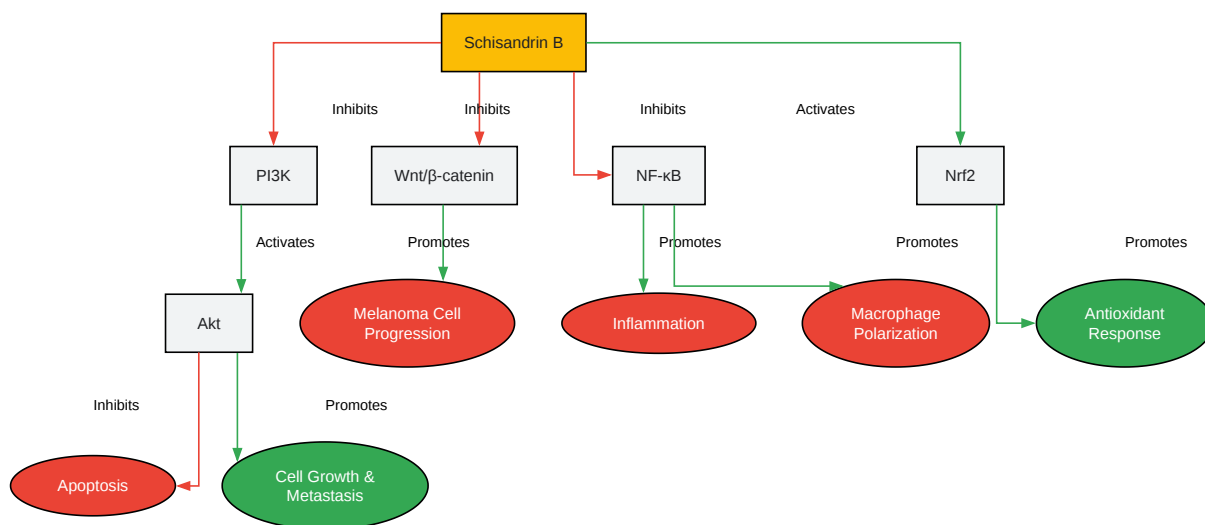 Schisandrin B
Inhibits
Inhibits
Inhibits
Activates
PI3K
Wnt/β-catenin
NF-κB
Nrf2
Activates
Promotes
Promotes
Promotes
Promotes
Akt
Melanoma Cell
Progression
Inflammation
Macrophage
Polarization
Antioxidant
Response
Inhibits
Promotes
Apoptosis
Cell Growth &
Metastasis